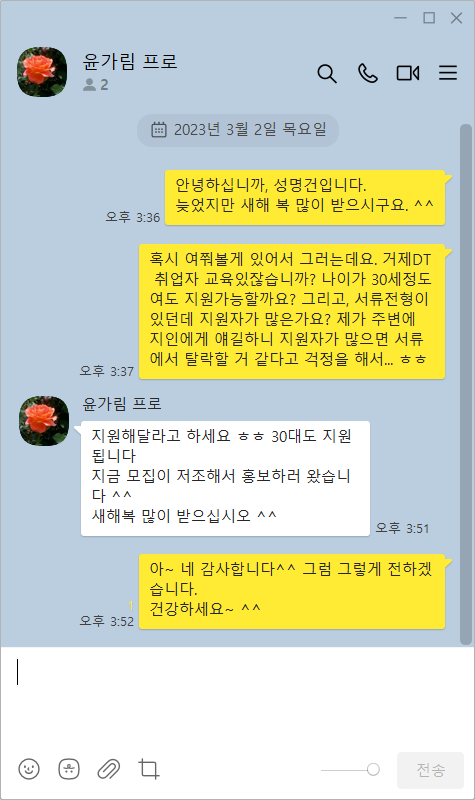 윤가림 프로
2
2023년 3월 2일 목요일
안녕하십니까, 성명건입니다.
늦었지만 새해 복 많이 받으시구요. ^^
오후 3:36
혹시 여쭤볼게 있어서 그러는데요. 거제DT
취업자 교육있잖습니까? 나이가 30세정도
여도 지원가능할까요? 그리고, 서류전형이
있던데 지원자가 많은가요? 제가 주변에
지인에게 얘길하니 지원자가 많으면 서류
에서 탈락할 거 같다고 걱정을 해서... ㅎㅎ
오후 3:37
윤가림 프로
지원해달라고 하세요 ㅎㅎ 30대도 지원
됩니다
지금 모집이 저조해서 홍보하러 왔습니
다 ^^
새해복 많이 받으십시오 ^^
오후 3:51
아~ 네 감사합니다^^ 그럼 그렇게 전하겠
습니다.
건강하세요~ ^^
1
오후 3:52
전송